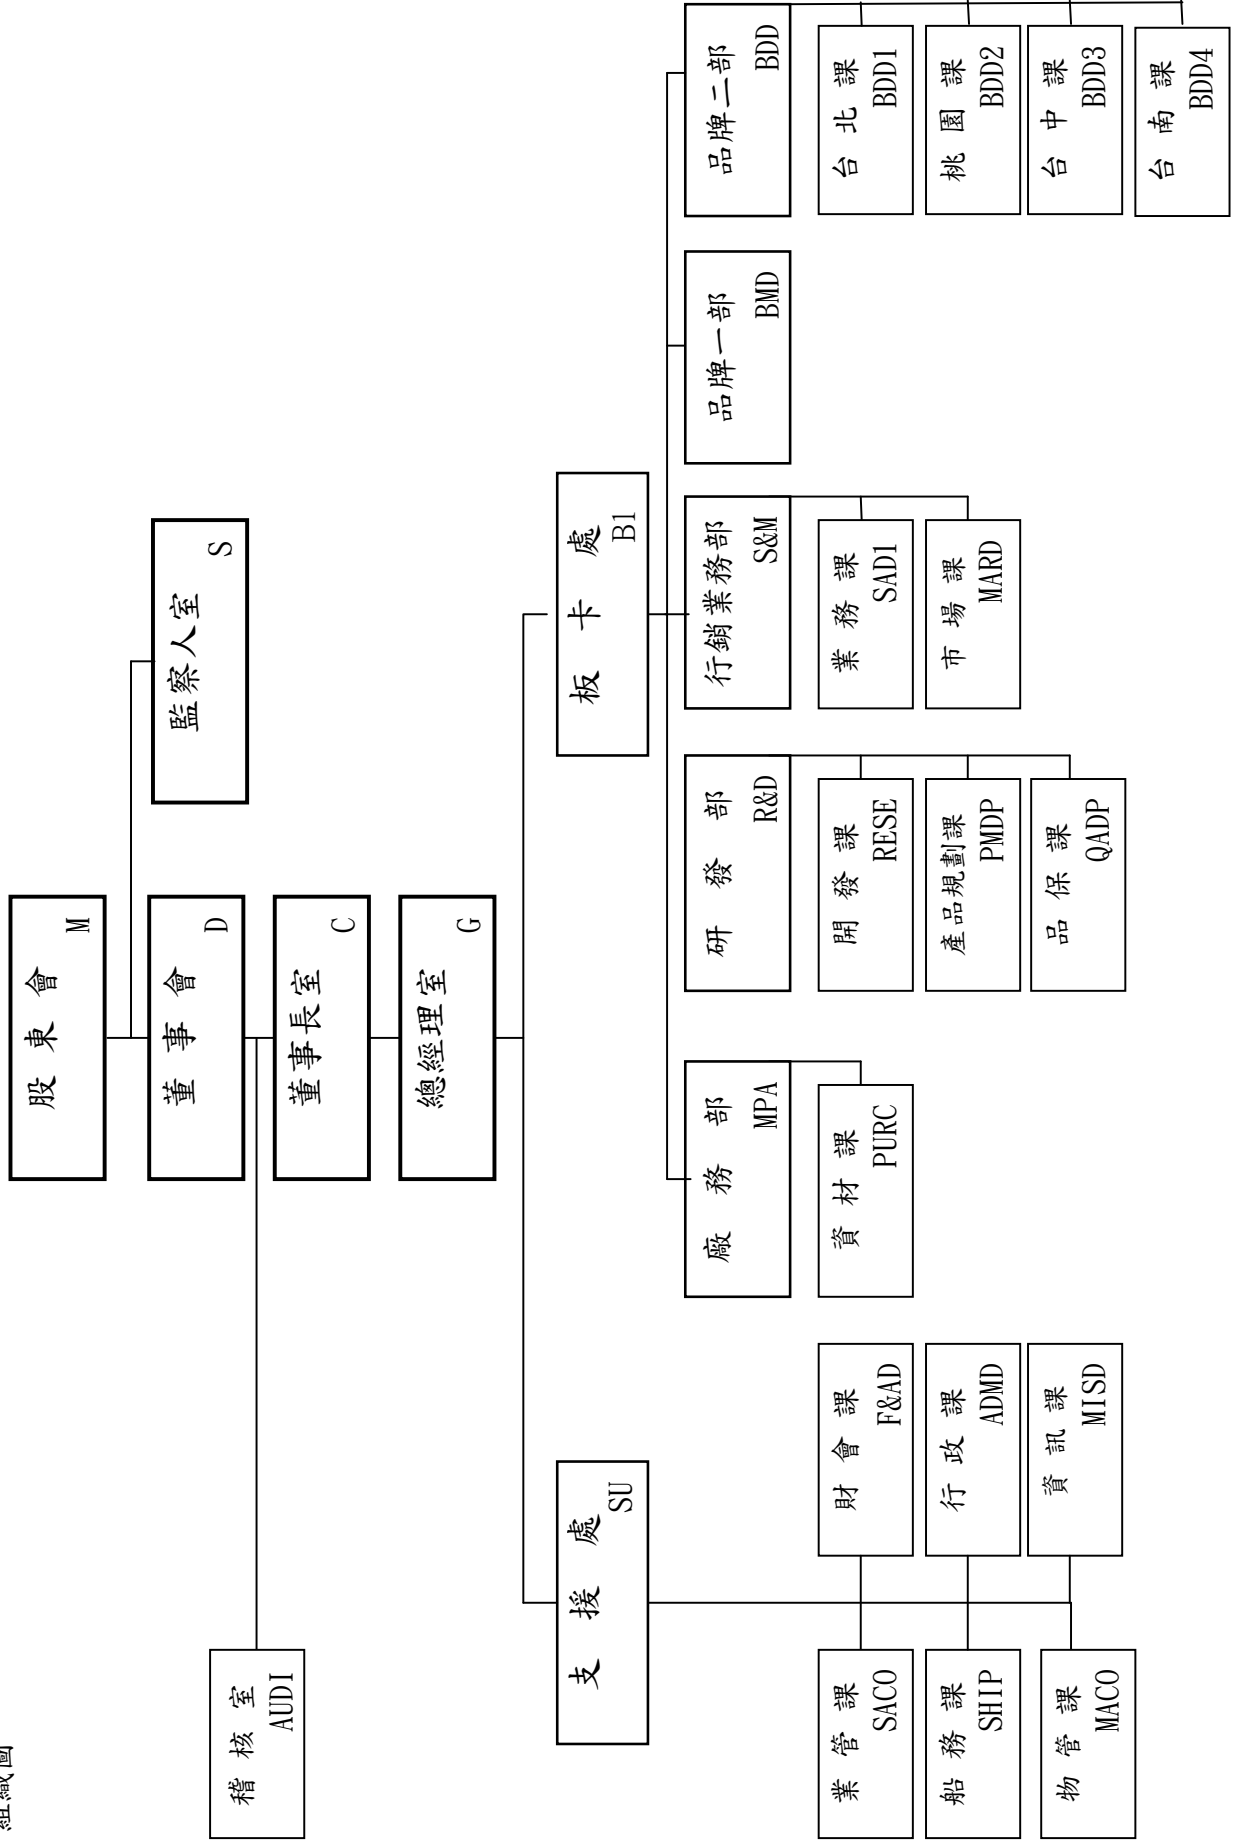 組織圖
股東會
M
監察人室
S
董事會
D
稽核室
AUDI
董事長室
C
總經理室
G
支援處
SU
板卡處
B1
廠務部
MPA
研發部
R&D
行銷業務部
S&M
品牌一部
BMD
品牌二部
BDD
業管課
SACO
財會課
F&AD
資材課
PURC
開發課
RESE
業務課
SAD1
台北課
BDD1
船務課
SHIP
行政課
ADMD
產品規劃課
PMDP
市場課
MARD
桃園課
BDD2
物管課
MACO
資訊課
MISD
品保課
QADP
台中課
BDD3
台南課
BDD4